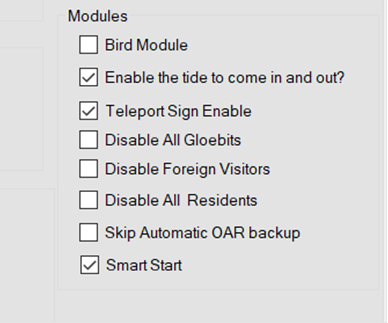 Modules
Bird Module
Enable the tide to come in and out?
Teleport Sign Enable
Disable All Gloebits
Disable Foreign Visitors
Disable All  Residents
Skip Automatic OAR backup
Smart Start